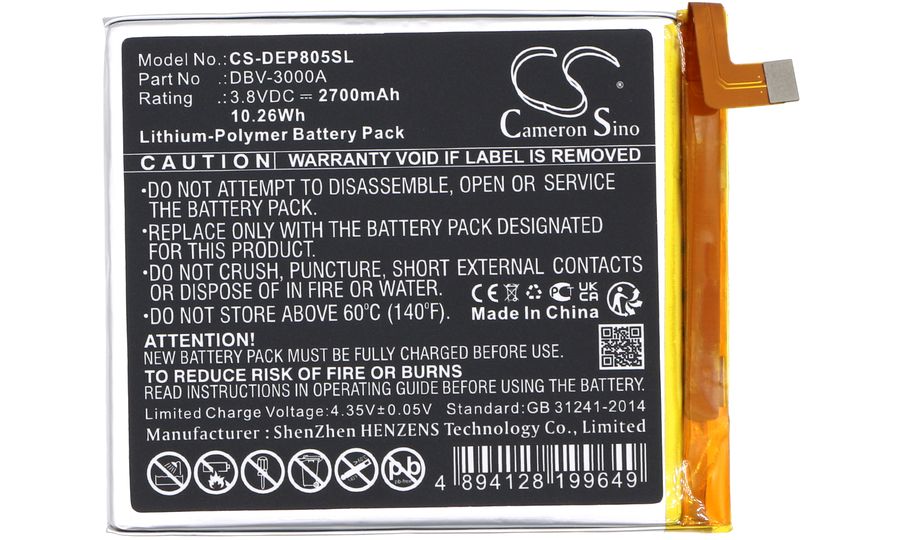 Model No.:CS-DEP805SL
Part No .:DBV-3000A
Rating .:3.8VDC ⎓ 2700mAh
10.26Wh
Lithium-Polymer Battery Pack
CS
Cameron Sino
CAUTION WARRANTY VOID IF LABEL IS REMOVED
•DO NOT ATTEMPT TO DISASSEMBLE, OPEN OR SERVICE
THE BATTERY PACK.
•REPLACE ONLY WITH THE BATTERY PACK DESIGNATED
FOR THIS PRODUCT.
•DO NOT CRUSH, PUNCTURE, SHORT EXTERNAL CONTACTS
OR DISPOSE OF IN FIRE OR WATER.
•DO NOT STORE ABOVE 60°C (140°F).
CE PCT UK CA
Made In China
ATTENTION!
NEW BATTERY PACK MUST BE FULLY CHARGED BEFORE USE
TO REDUCE RISK OF FIRE OR BURNS
READ INSTRUCTIONS IN OPERATING GUIDE BEFORE USING THE BATTERY.
Limited Charge Voltage:4.35V±0.05V Standard:GB 31241-2014
Manufacturer: ShenZhen HENZENS Technology Co., Limited
Pb
4 894128 199649